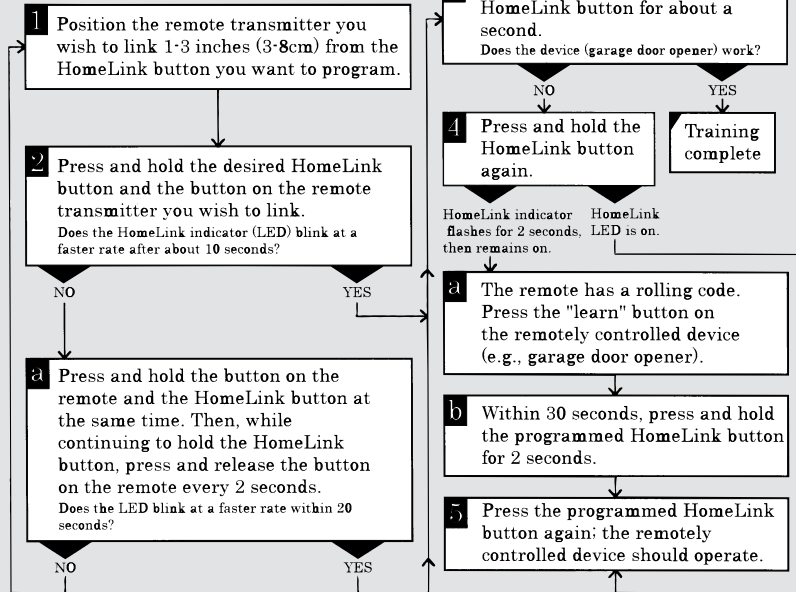 1
Position the remote transmitter you
wish to link 1-3 inches (3-8cm) from the
HomeLink button you want to program.
2
Press and hold the desired HomeLink
button and the button on the remote
transmitter you wish to link.
Does the HomeLink indicator (LED) blink at a
faster rate after about 10 seconds?
NO
YES
a
Press and hold the button on the
remote and the HomeLink button at
the same time. Then, while
continuing to hold the HomeLink
button, press and release the button
on the remote every 2 seconds.
Does the LED blink at a faster rate within 20
seconds?
NO
YES
HomeLink button for about a
second.
Does the device (garage door opener) work?
NO
YES
4
Press and hold the
HomeLink button
again.
Training
complete
HomeLink indicator
flashes for 2 seconds,
then remains on.
HomeLink
LED is on.
a
The remote has a rolling code.
Press the "learn" button on
the remotely controlled device
(e.g., garage door opener).
b
Within 30 seconds, press and hold
the programmed HomeLink button
for 2 seconds.
5
Press the programmed HomeLink
button again; the remotely
controlled device should operate.